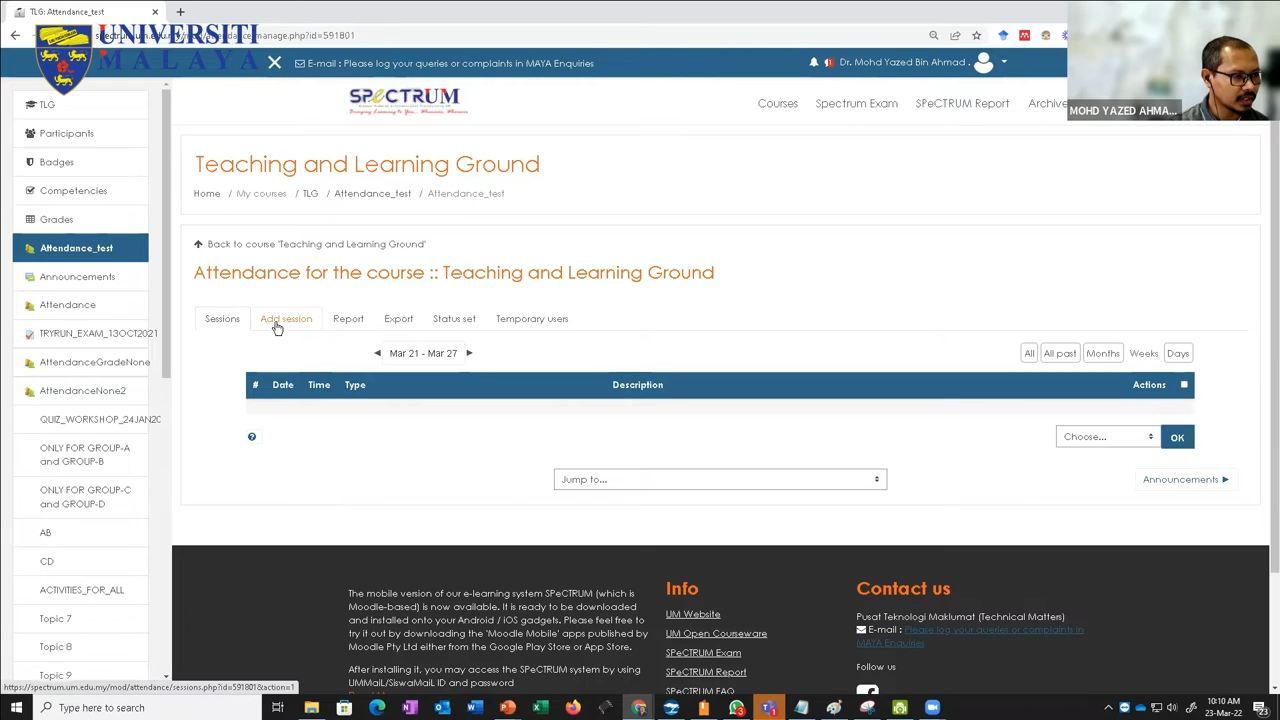 TLG: Attendance_test
UNIVERSITI
MALAYA
manage.php?id=591801
E-mail : Please log your queries or complaints in MAYA Enquiries
Dr. Mohd Yazed Bin Ahmad
MOHD YAZED AHMA...
SPeCTRUM
Courses
Spectrum Exam
SPeCTRUM Report
TLG
Participants
Badges
Competencies
Grades
Attendance_test
Announcements
Attendance
TRYRUN_EXAM_13OCT2021
AttendanceGradeNone
AttendanceNone2
QUIZ_WORKSHOP_24JAN20
ONLY FOR GROUP-A
and GROUP-B
ONLY FOR GROUP-C
and GROUP-D
AB
CD
ACTIVITIES_FOR_ALL
Topic 7
Topic 8
Topic 9
Teaching and Learning Ground
Home / My courses / TLG / Attendance_test / Attendance_test
Back to course 'Teaching and Learning Ground'
Attendance for the course :: Teaching and Learning Ground
Sessions Add session Report Export Status set Temporary users
◄ Mar 21 - Mar 27 ►
All All past Months Weeks Days
# Date Time Type Description Actions
Choose... OK
Jump to...
Announcements ►
The mobile version of our e-learning system SPeCTRUM (which is
Moodle-based) is now available. It is ready to be downloaded
and installed onto your Android / iOS gadgets. Please feel free to
try it out by downloading the 'Moodle Mobile' apps published by
Moodle Pty Ltd either from the Google Play Store or App Store.
After installing it, you may access the SPeCTRUM system by using
UMMail/SiswaMail ID and password
Info
UM Website
UM Open Courseware
SPeCTRUM Exam
SPeCTRUM Report
SPeCTRUM FAQ
Contact us
Pusat Teknologi Maklumat (Technical Matters)
E-mail : Please log your queries or complaints in
MAYA Enquiries
Follow us
https://spectrum.um.edu.my/mod/attendance/sessions.php?id=591801&action=1
Type here to search
10:10 AM
23-Mar-22
23